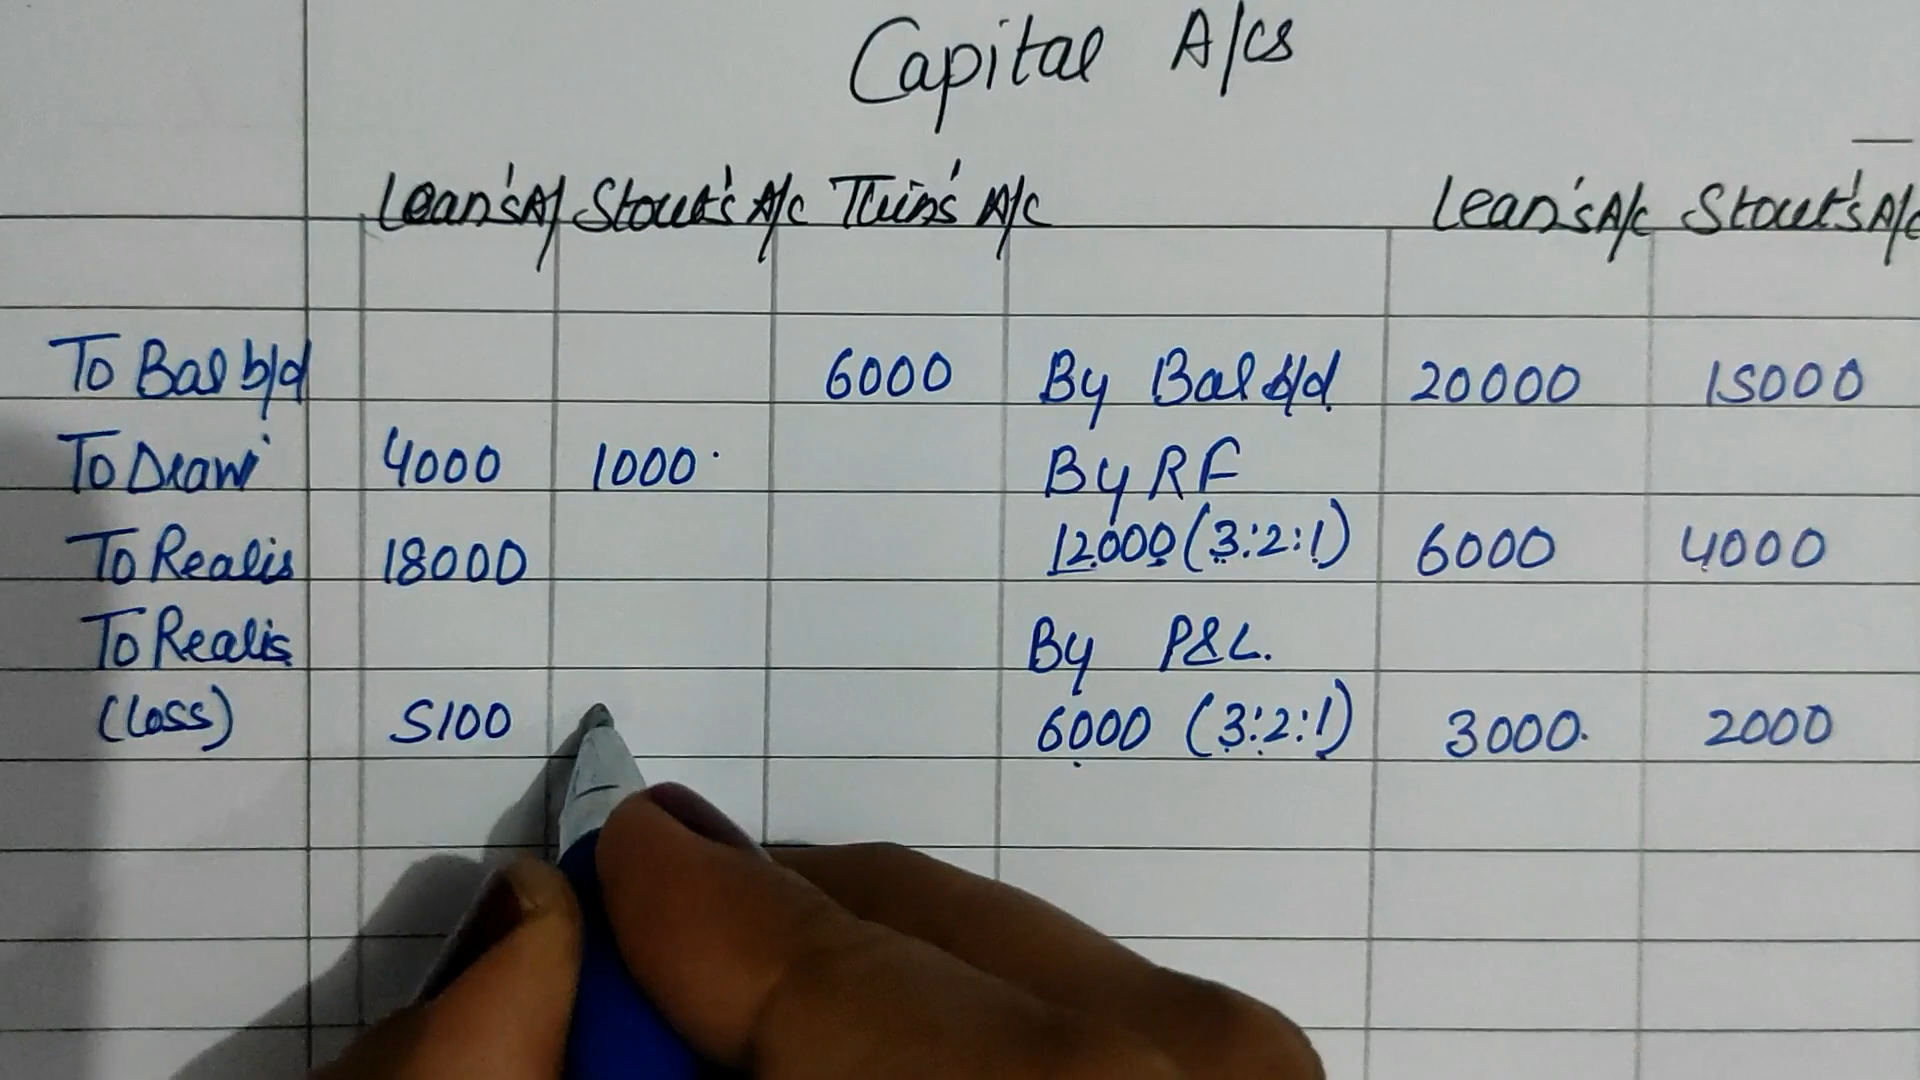 Capital A/cs
Lean's A/ Stout's A/c Thin's A/c Lean's A/c Stout's A/c
To Bal b/d 6000 By Bal b/d 20000 15000
To Draw 4000 1000 By RF
To Realis 18000 12000 (3:2:1) 6000 4000
To Realis By P&L.
(Loss) 5100 6000 (3:2:1) 3000. 2000